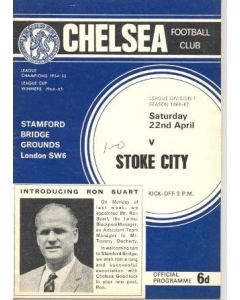 CHELSEA
FOOTBALL
CLUB
LEAGUE
CHAMPIONS 1954-55
LEAGUE CUP
WINNERS 1964-65
STAMFORD
BRIDGE
GROUNDS
London SW6
LEAGUE DIVISION 1
SEASON 1966-67
Saturday
22nd April
1-0
v
STOKE CITY
KICK-OFF 3 P.M.
INTRODUCING RON SUART
On Monday of
last week, we
appointed Mr.
Ron Suart, the
former Blackpool
Manager, as
Assistant Team
Manager to Mr.
Tommy Docherty.
In welcoming him
to Stamford Bridge,
we wish him a long
and successful
association with
Chelsea. Good luck
in your new post,
Ron.
OFFICIAL
PROGRAMME
6d